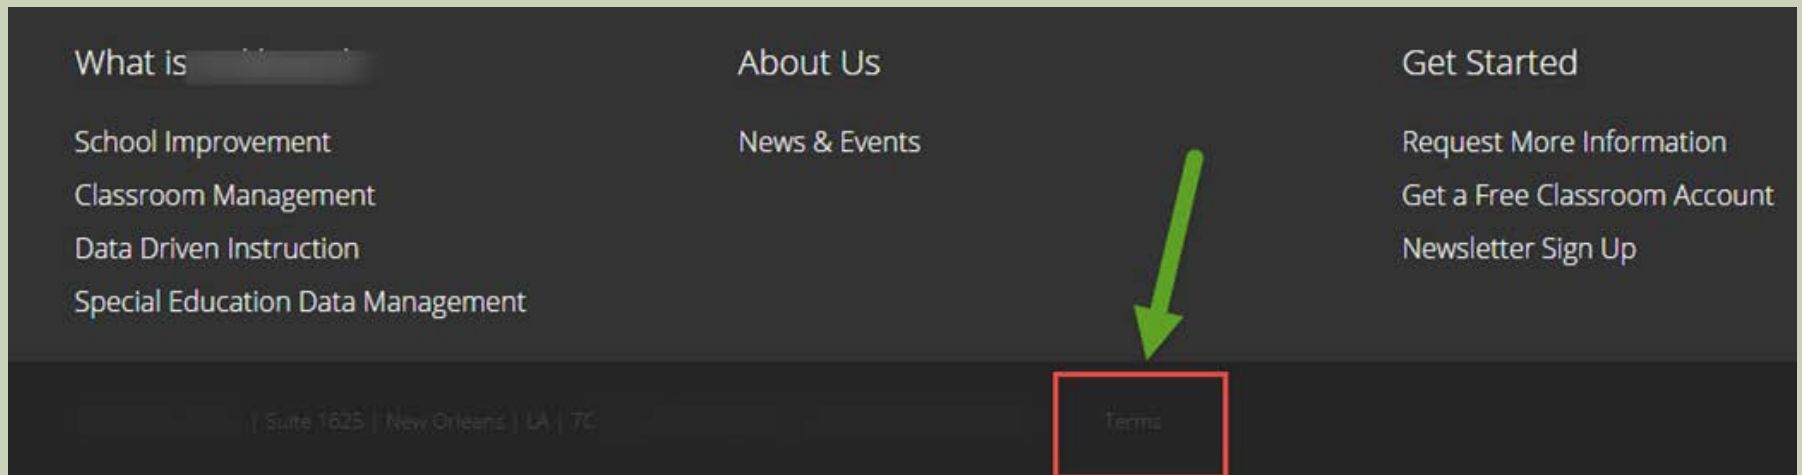 What is
School Improvement
Classroom Management
Data Driven Instruction
Special Education Data Management
About Us
News & Events
Get Started
Request More Information
Get a Free Classroom Account
Newsletter Sign Up
| Suite 1625 | New Orleans | LA | 70
Terms